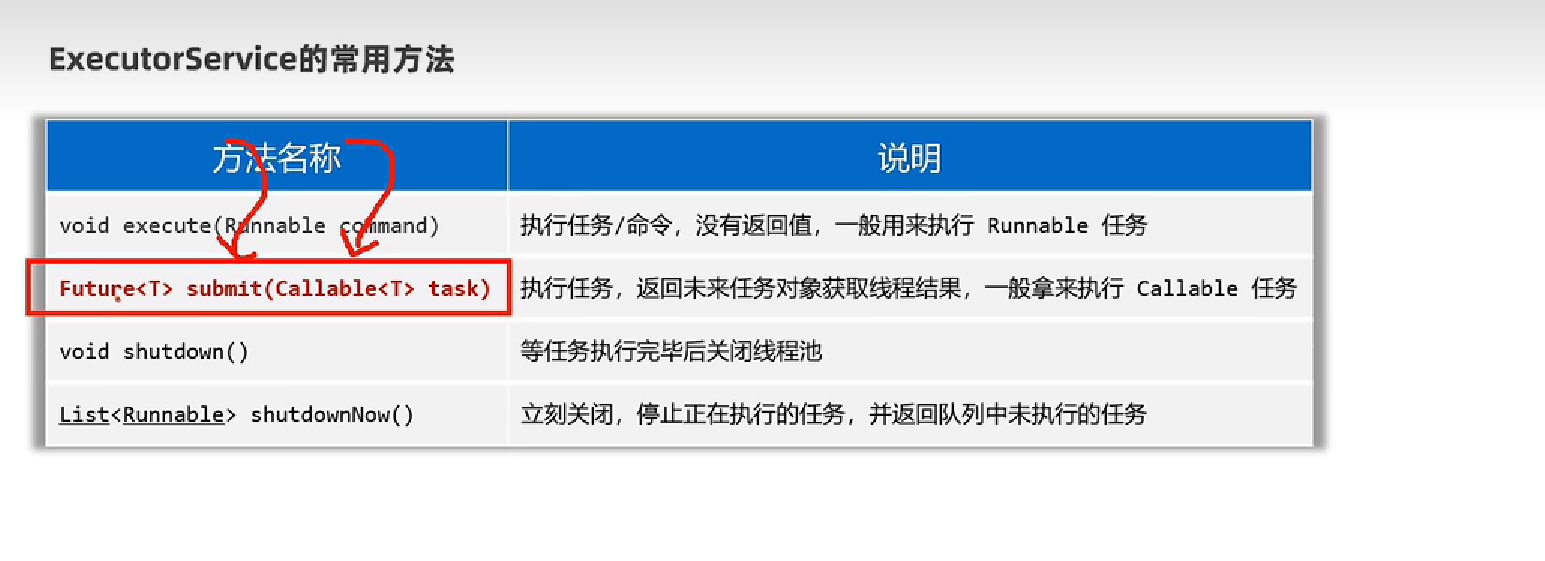 ExecutorService的常用方法
方法名称 说明
void execute(Runnable command) 执行任务/命令，没有返回值，一般用来执行 Runnable 任务
Future<T> submit(Callable<T> task) 执行任务，返回未来任务对象获取线程结果，一般拿来执行 Callable 任务
void shutdown() 等任务执行完毕后关闭线程池
List<Runnable> shutdownNow() 立刻关闭，停止正在执行的任务，并返回队列中未执行的任务